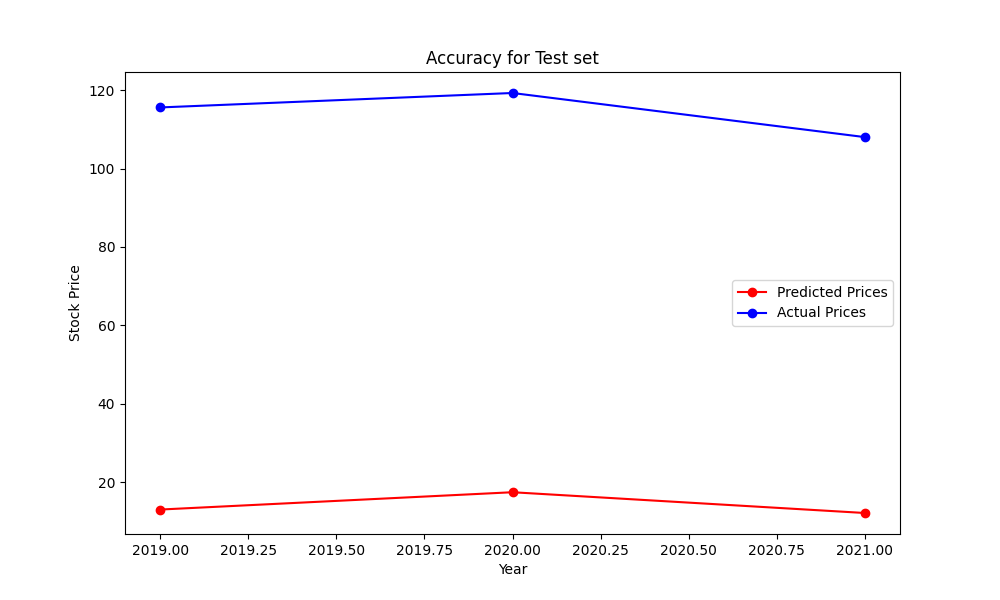 Accuracy for Test set
120
100
80
60
40
20
Stock Price
Predicted Prices
Actual Prices
2019.00 2019.25 2019.50 2019.75 2020.00 2020.25 2020.50 2020.75 2021.00
Year